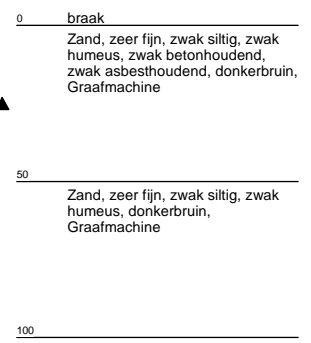 0 braak
Zand, zeer fijn, zwak siltig, zwak
humeus, zwak betonhoudend,
zwak asbesthoudend, donkerbruin,
Graafmachine
50
Zand, zeer fijn, zwak siltig, zwak
humeus, donkerbruin,
Graafmachine
100